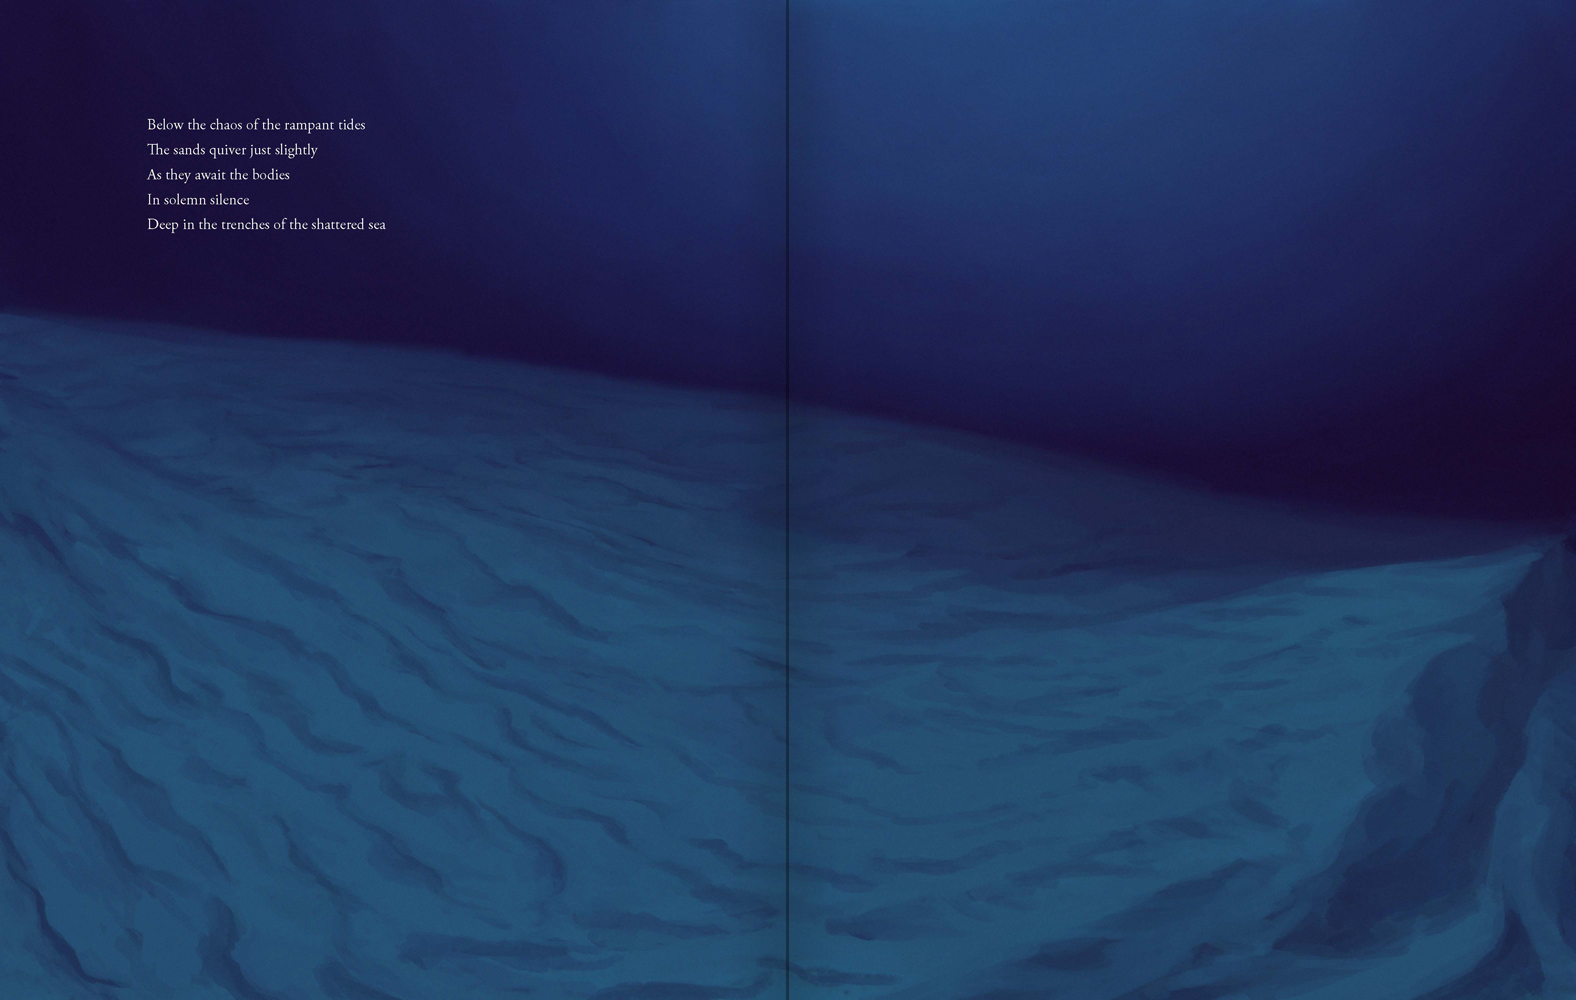 Below the chaos of the rampant tides
The sands quiver just slightly
As they await the bodies
In solemn silence
Deep in the trenches of the shattered sea